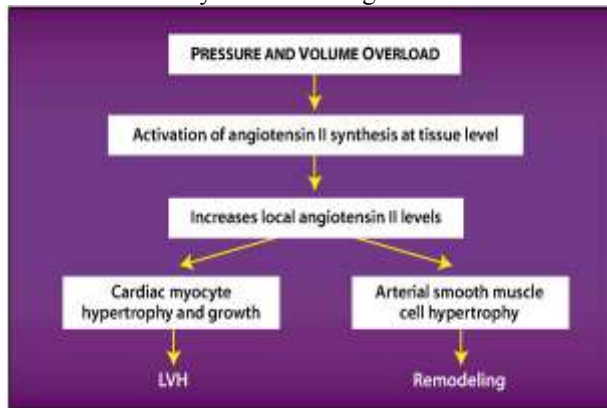 PRESSURE AND VOLUME OVERLOAD
Activation of angiotensin II synthesis at tissue level
Increases local angiotensin II levels
Cardiac myocyte
hypertrophy and growth
Arterial smooth muscle
cell hypertrophy
LVH
Remodeling